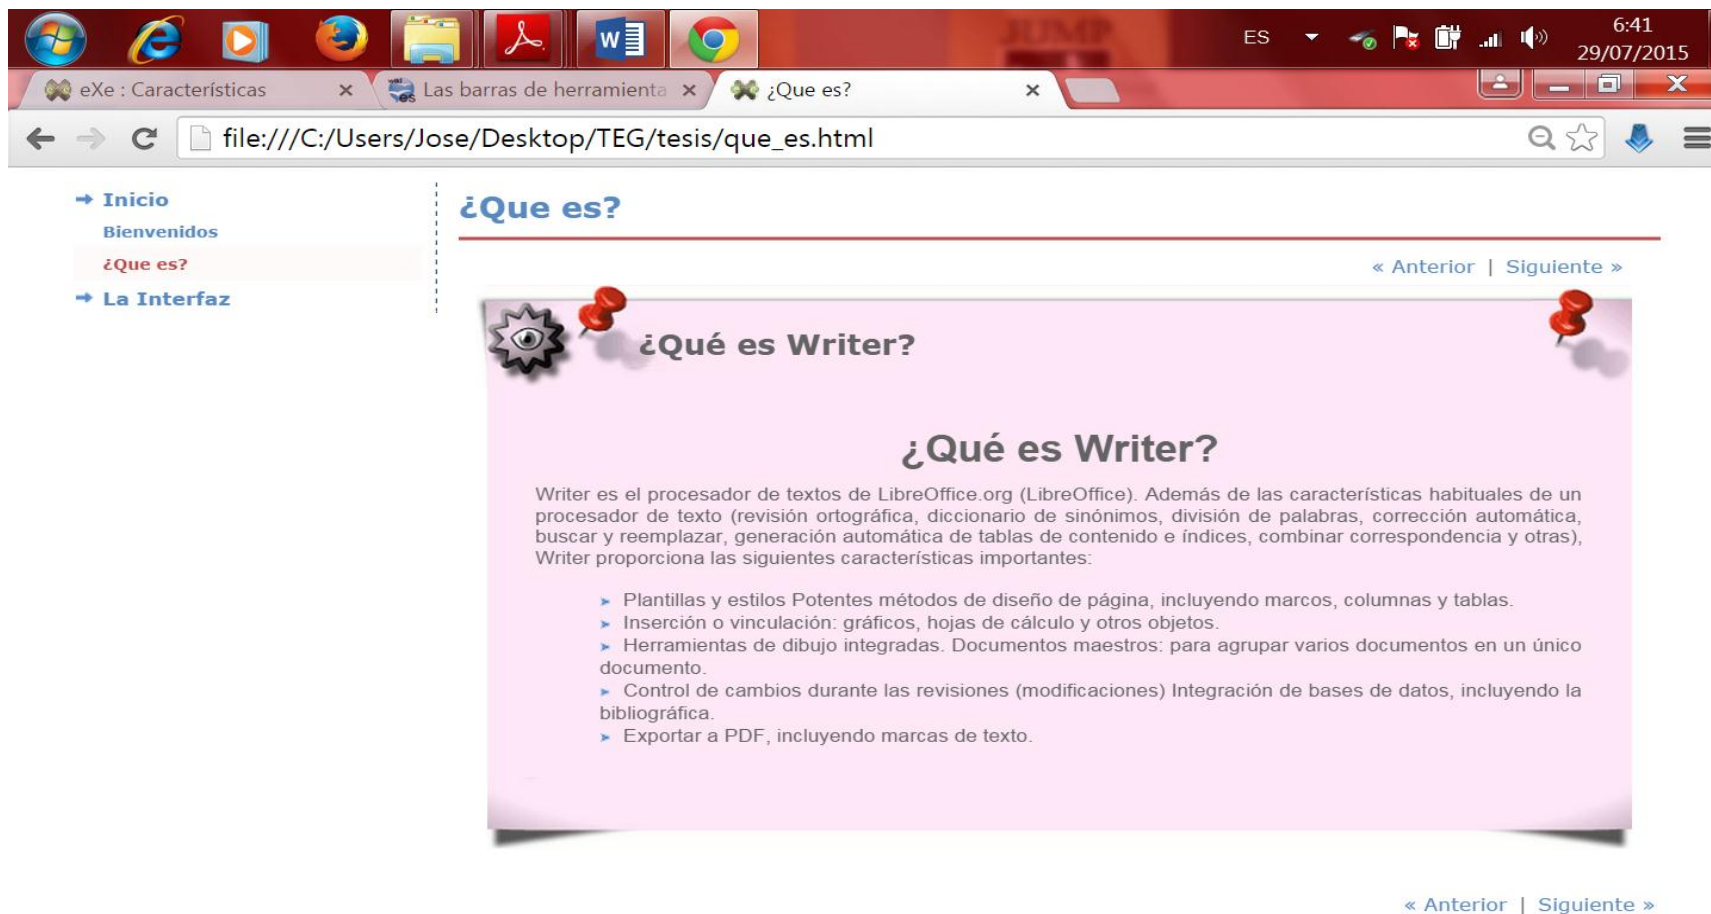 JUMP
ES
6:41
29/07/2015
eXe : Características
Las barras de herramienta
¿Que es?
file:///C:/Users/Jose/Desktop/TEG/tesis/que_es.html
Inicio
Bienvenidos
¿Que es?
La Interfaz
¿Que es?
« Anterior | Siguiente »
¿Qué es Writer?
¿Qué es Writer?
Writer es el procesador de textos de LibreOffice.org (LibreOffice). Además de las características habituales de un
procesador de texto (revisión ortográfica, diccionario de sinónimos, división de palabras, corrección automática,
buscar y reemplazar, generación automática de tablas de contenido e índices, combinar correspondencia y otras),
Writer proporciona las siguientes características importantes:
Plantillas y estilos Potentes métodos de diseño de página, incluyendo marcos, columnas y tablas.
Inserción o vinculación: gráficos, hojas de cálculo y otros objetos.
Herramientas de dibujo integradas. Documentos maestros: para agrupar varios documentos en un único
documento.
Control de cambios durante las revisiones (modificaciones) Integración de bases de datos, incluyendo la
bibliográfica.
Exportar a PDF, incluyendo marcas de texto.
« Anterior | Siguiente »